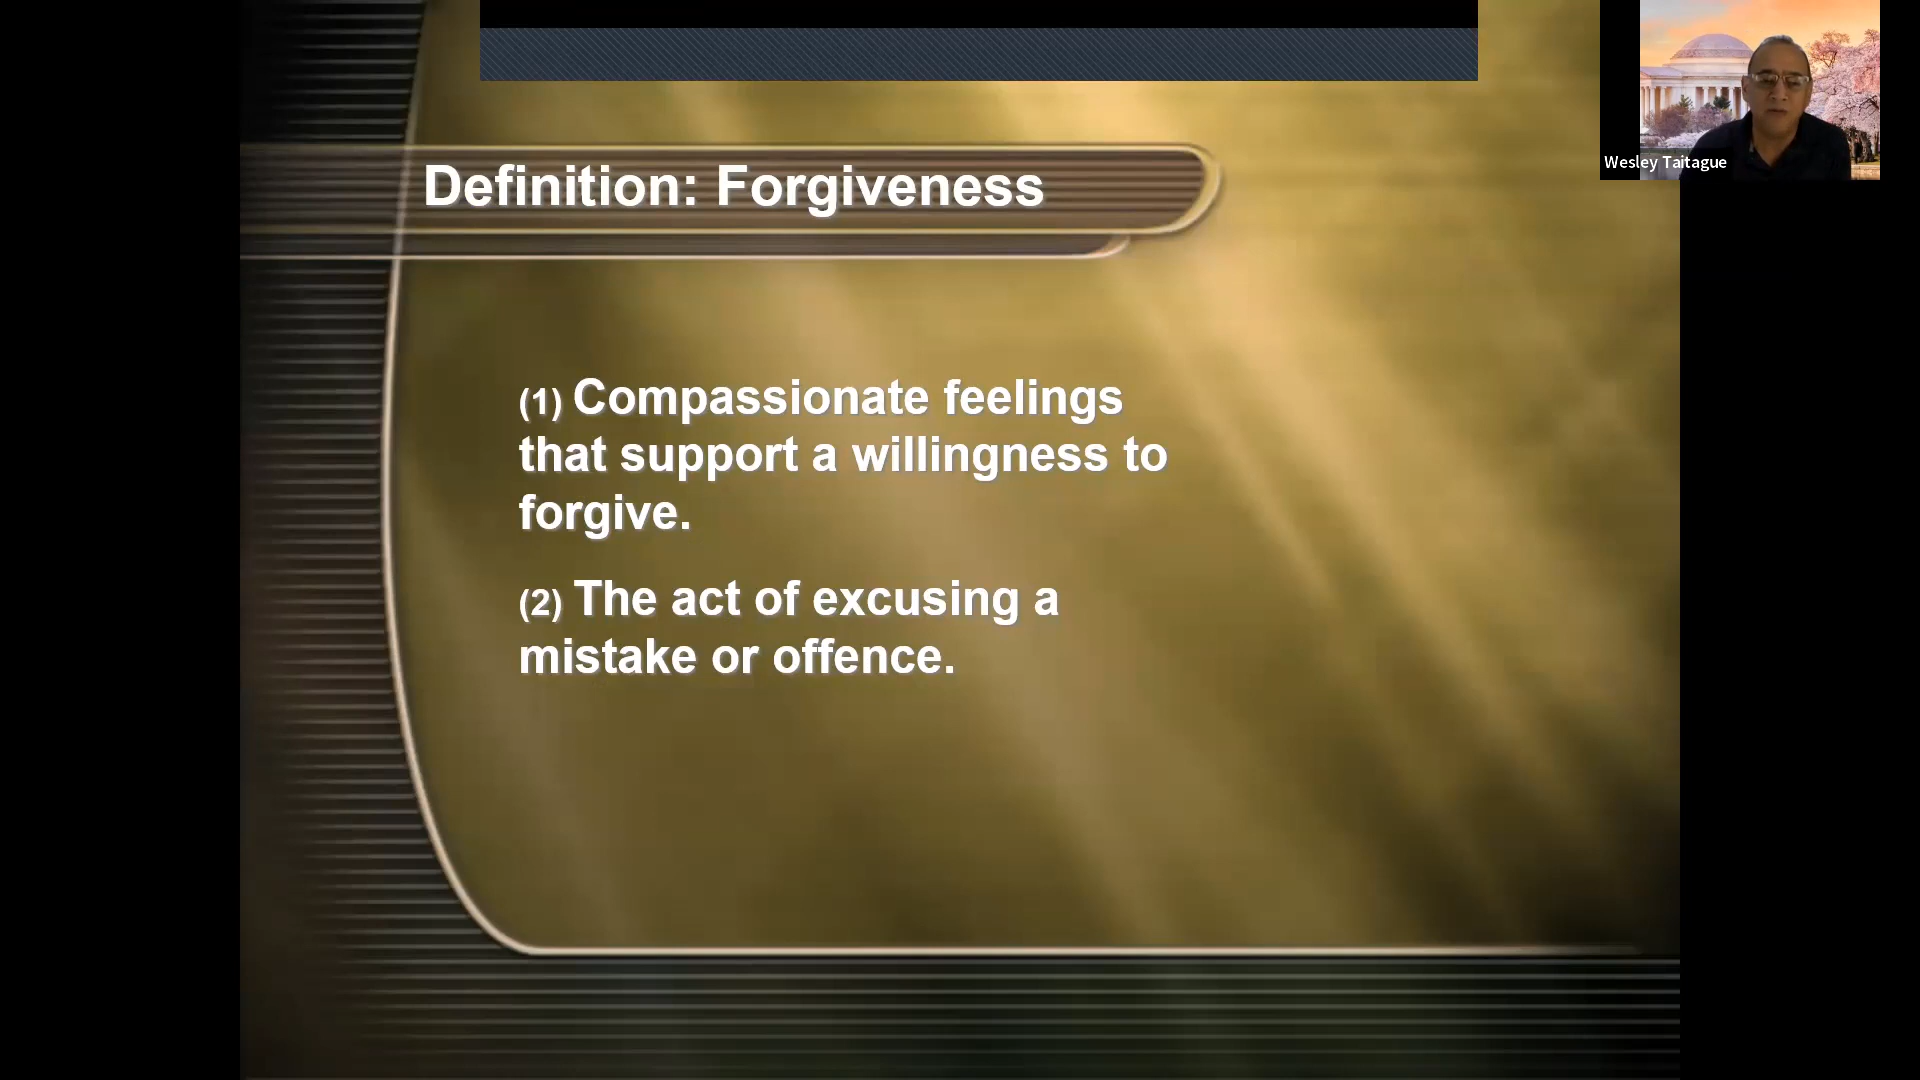 Definition: Forgiveness
(1) Compassionate feelings
that support a willingness to
forgive.
(2) The act of excusing a
mistake or offence.
Wesley Taitague